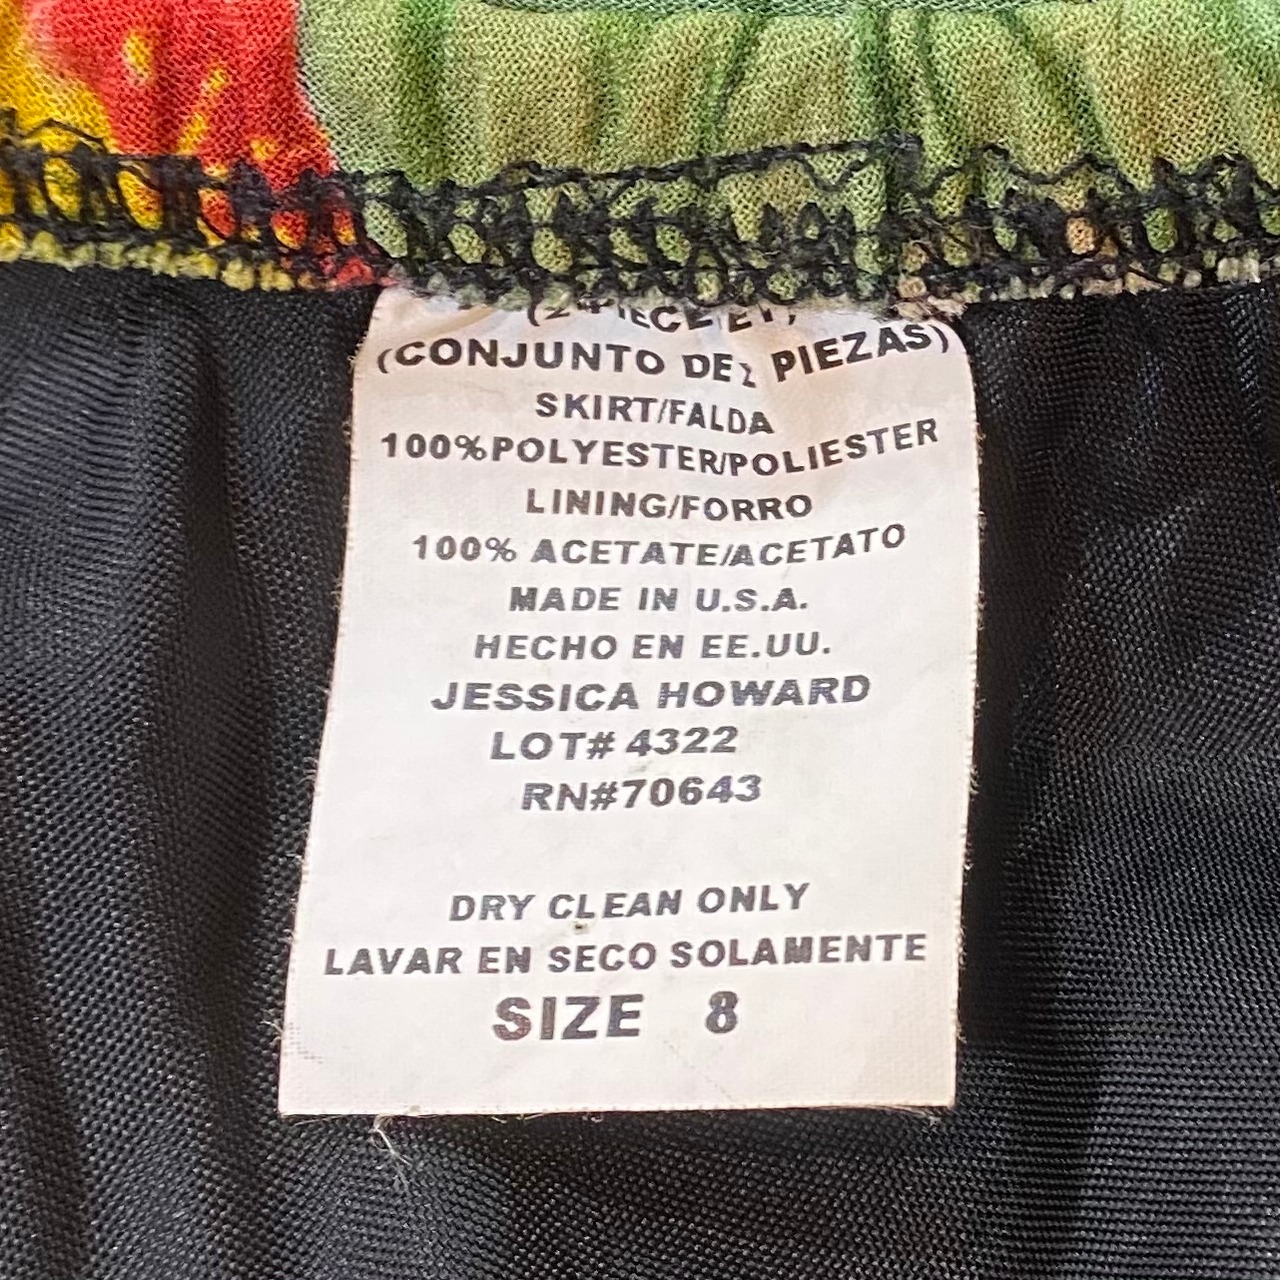 (CONJUNTO DE 2 PIEZAS)
SKIRT/FALDA
100%POLYESTER/POLIESTER
LINING/FORRO
100% ACETATE/ACETATO
MADE IN U.S.A.
HECHO EN EE.UU.
JESSICA HOWARD
LOT# 4322
RN#70643
DRY CLEAN ONLY
LAVAR EN SECO SOLAMENTE
SIZE 8